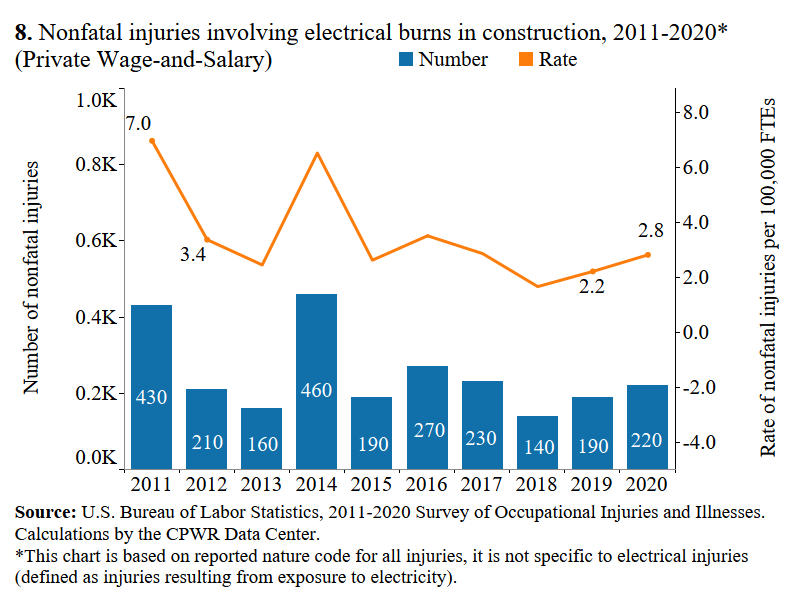 8. Nonfatal injuries involving electrical burns in construction, 2011-2020*
(Private Wage-and-Salary)
Number
Rate
Number of nonfatal injuries
1.0K
0.8K
0.6K
0.4K
0.2K
0.0K
7.0
3.4
2.2
2.8
430
210
160
460
190
270
230
140
190
220
8.0
6.0
4.0
2.0
0.0
-2.0
-4.0
Rate of nonfatal injuries per 100,000 FTEs
2011 2012 2013 2014 2015 2016 2017 2018 2019 2020
Source: U.S. Bureau of Labor Statistics, 2011-2020 Survey of Occupational Injuries and Illnesses.
Calculations by the CPWR Data Center.
*This chart is based on reported nature code for all injuries, it is not specific to electrical injuries
(defined as injuries resulting from exposure to electricity).